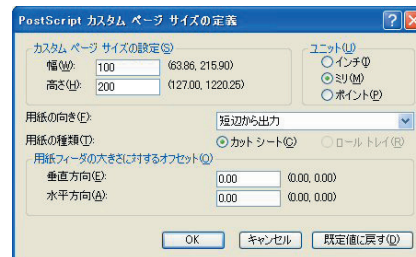 PostScript カスタム ページ サイズの定義
カスタム ページ サイズの設定(S)
幅(W): 100 (63.86, 215.90)
高さ(H): 200 (127.00, 1220.25)
ユニット(U)
インチ(I)
ミリ(M)
ポイント(P)
用紙の向き(F): 短辺から出力
用紙の種類(T): カット シート(C) ロール トレイ(R)
用紙フィーダの大きさに対するオフセット(O)
垂直方向(E): 0.00 (0.00, 0.00)
水平方向(A): 0.00 (0.00, 0.00)
OK キャンセル 既定値に戻す(D)